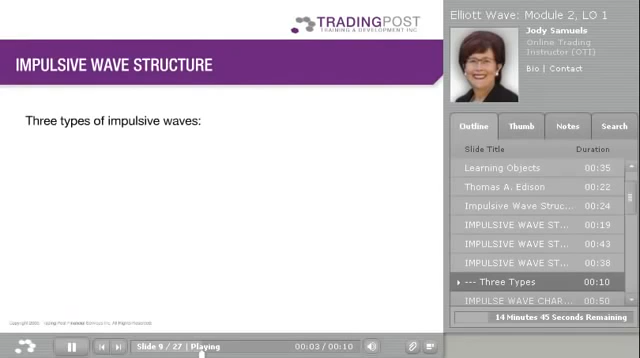 TRADINGPOST
TRAINING & DEVELOPMENT INC
IMPULSIVE WAVE STRUCTURE
Three types of impulsive waves:
Slide 9 / 27 | Playing
00:03 / 00:10
Elliott Wave: Module 2, LO 1
Jody Samuels
Online Trading
Instructor (OTI)
Bio | Contact
Outline Thumb Notes Search
Slide Title Duration
Learning Objects 00:35
Thomas A. Edison 00:22
Impulsive Wave Struc... 00:24
IMPULSIVE WAVE ST... 00:19
IMPULSIVE WAVE ST... 00:43
IMPULSIVE WAVE ST... 00:38
--- Three Types 00:10
IMPULSE WAVE CHAR... 00:50
14 Minutes 45 Seconds Remaining